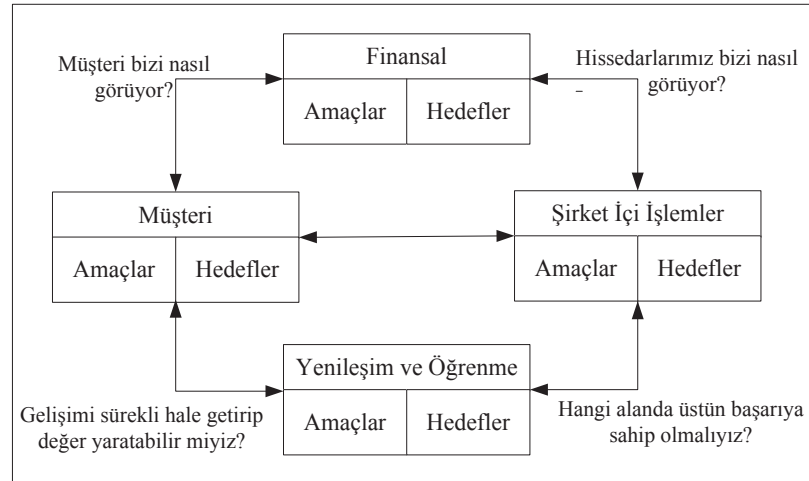 Müşteri bizi nasıl
görüyor?
Finansal
Amaçlar
Hedefler
Hissedarlarımız bizi nasıl
görüyor?
Müşteri
Amaçlar
Hedefler
Şirket İçi İşlemler
Amaçlar
Hedefler
Yenileşim ve Öğrenme
Amaçlar
Hedefler
Gelişimi sürekli hale getirip
değer yaratabilir miyiz?
Hangi alanda üstün başarıya
sahip olmalıyız?